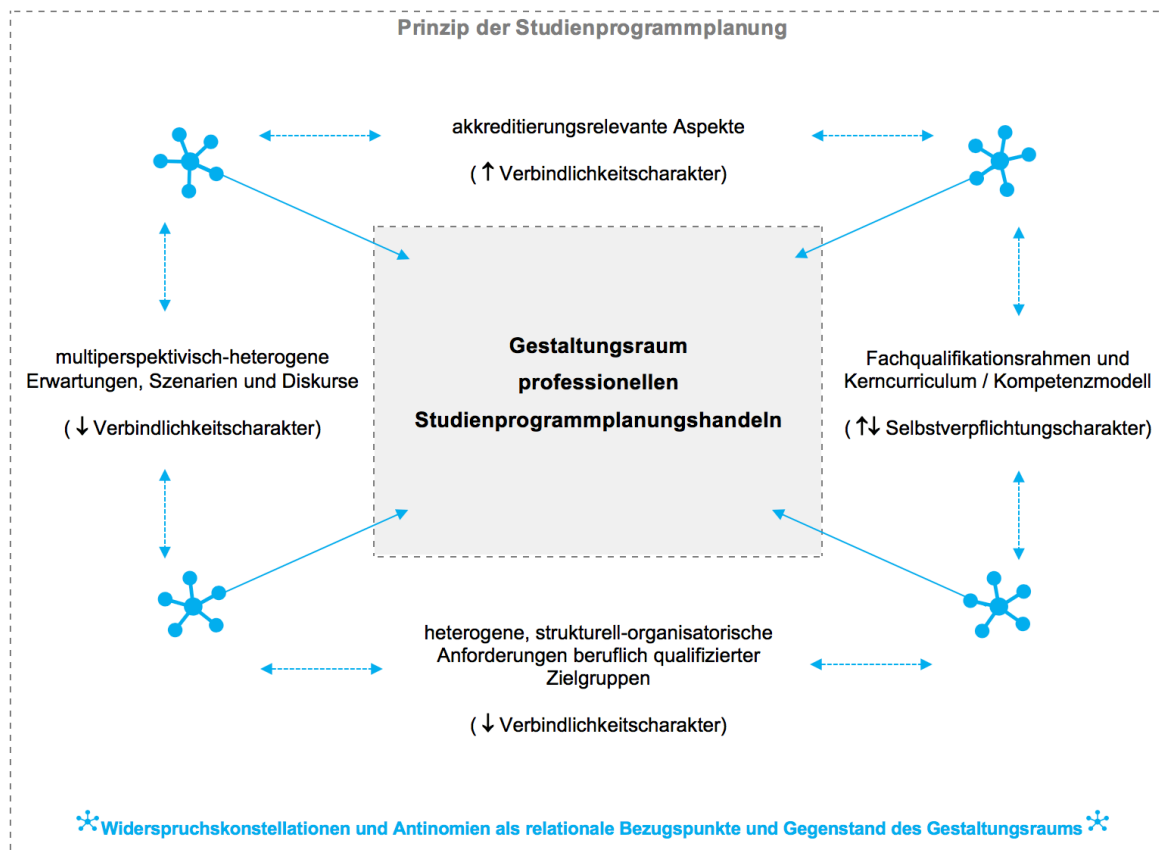 Prinzip der Studienprogrammplanung
akkreditierungsrelevante Aspekte
(↑ Verbindlichkeitscharakter)
multiperspektivisch-heterogene
Erwartungen, Szenarien und Diskurse
(↓ Verbindlichkeitscharakter)
Gestaltungsraum
professionellen
Studienprogrammplanungshandeln
Fachqualifikationsrahmen und
Kerncurriculum / Kompetenzmodell
(↑↓ Selbstverpflichtungscharakter)
heterogene, strukturell-organisatorische
Anforderungen beruflich qualifizierter
Zielgruppen
(↓ Verbindlichkeitscharakter)
Widerspruchskonstellationen und Antinomien als relationale Bezugspunkte und Gegenstand des Gestaltungsraums